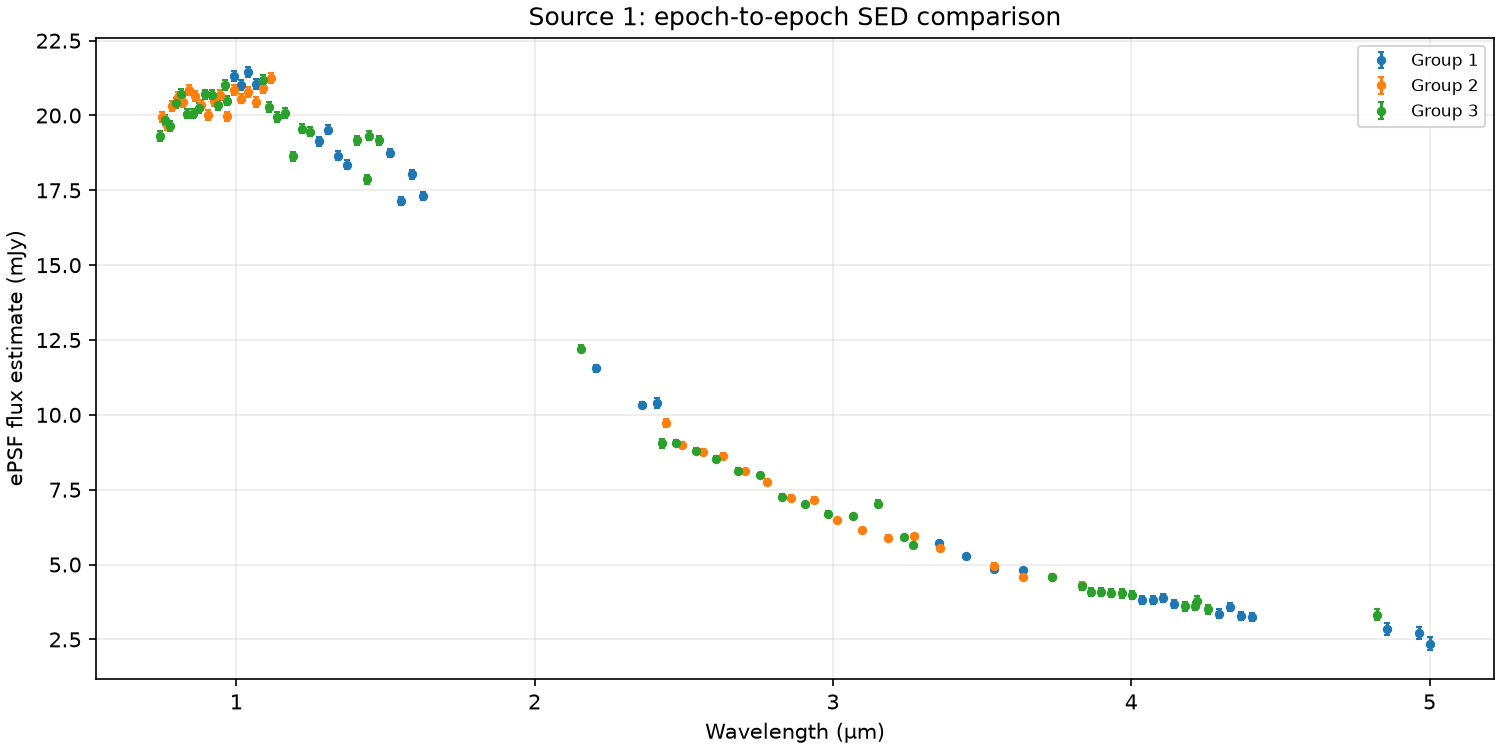 Source 1: epoch-to-epoch SED comparison
ePSF flux estimate (mJy)
22.5
20.0
17.5
15.0
12.5
10.0
7.5
5.0
2.5
Group 1
Group 2
Group 3
1
2
3
4
5
Wavelength (μm)